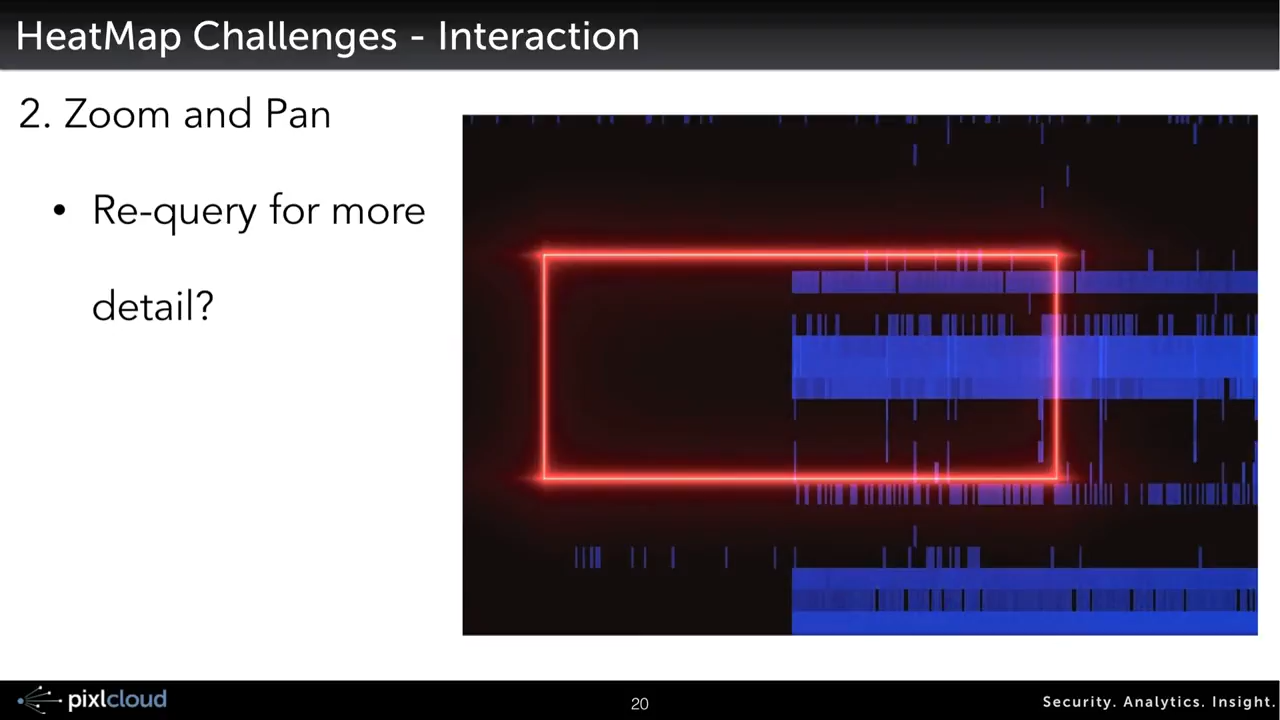 HeatMap Challenges - Interaction
2. Zoom and Pan
• Re-query for more
detail?
pixlcloud
20
Security. Analytics. Insight.